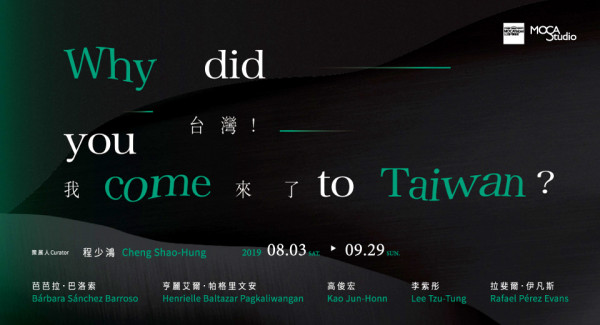 MOCA
Studio
Why did
台灣！
you
我 come 來了 to Taiwan?
策展人 Curator 程少鴻 Cheng Shao-Hung 2019 08.03 SAT. ▶ 09.29 SUN.
芭芭拉·巴洛索 亨麗艾爾·帕格里文安 高俊宏 李紫彤 拉斐爾·伊凡斯
Bárbara Sánchez Barroso Henrielle Baltazar Pagkaliwangan Kao Jun-Honn Lee Tzu-Tung Rafael Pérez Evans